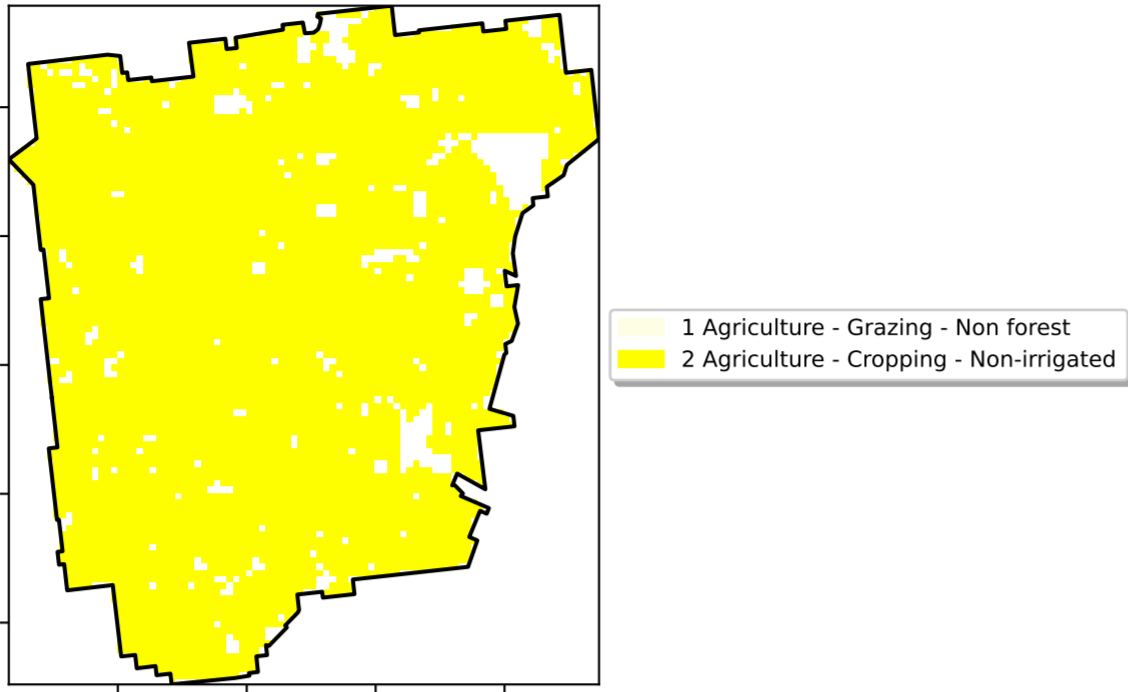 1 Agriculture - Grazing - Non forest
2 Agriculture - Cropping - Non-irrigated